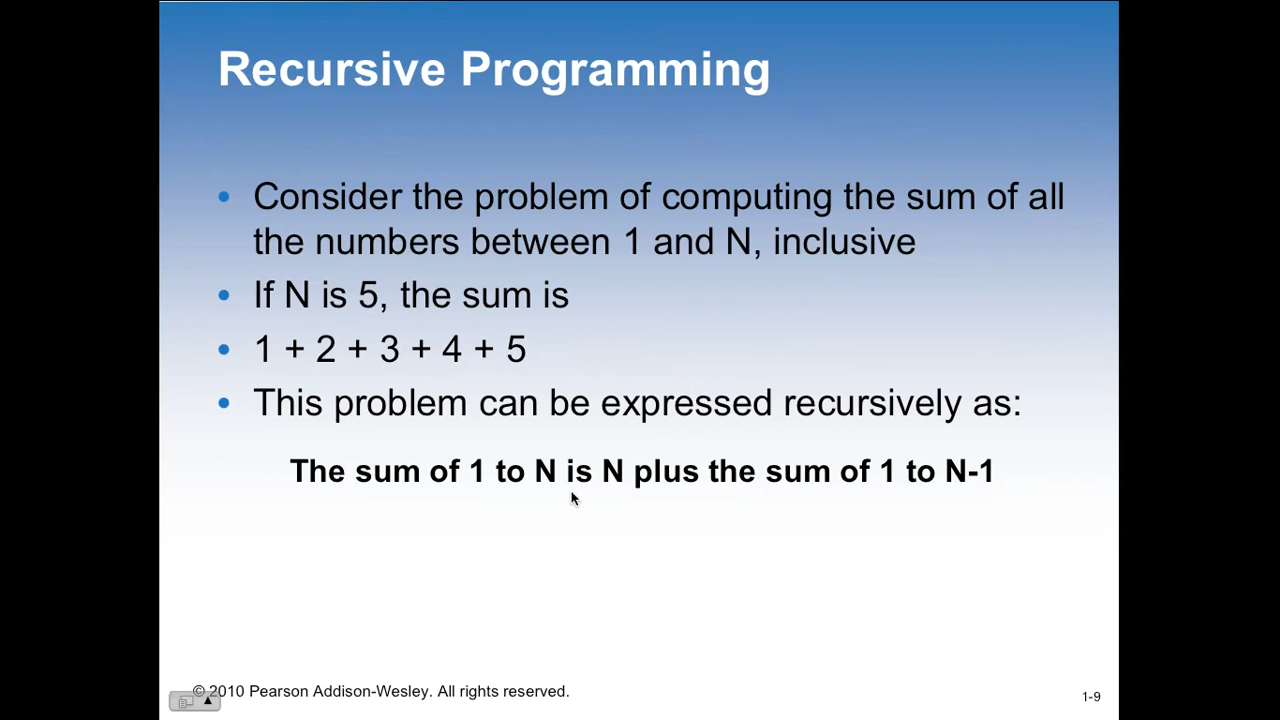 Recursive Programming
• Consider the problem of computing the sum of all
the numbers between 1 and N, inclusive
• If N is 5, the sum is
• 1 + 2 + 3 + 4 + 5
• This problem can be expressed recursively as:
The sum of 1 to N is N plus the sum of 1 to N-1
© 2010 Pearson Addison-Wesley. All rights reserved.
1-9